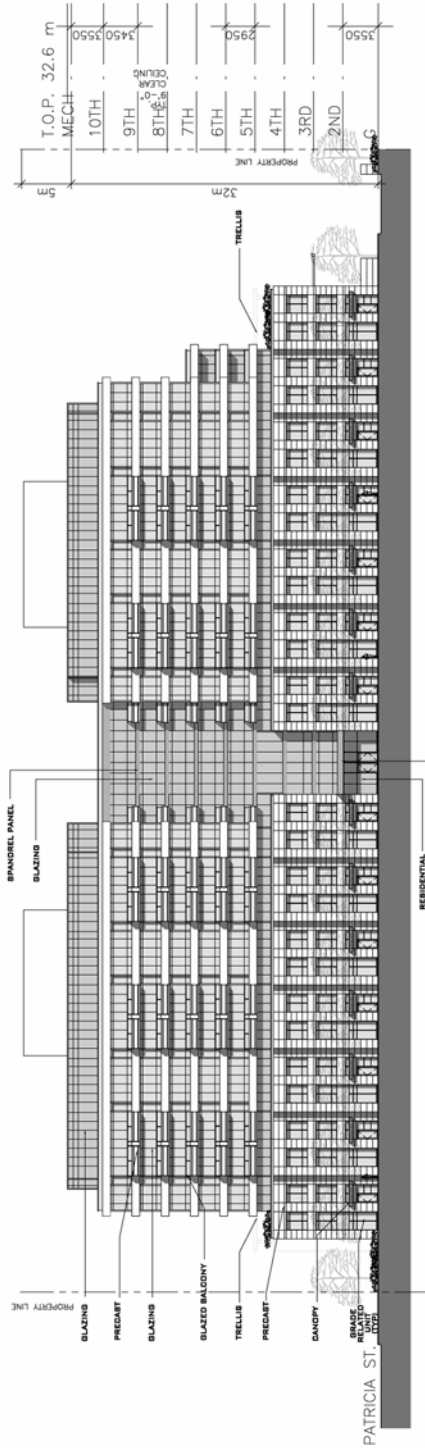 T.O.P. 32.6 m
MECH
10TH
9TH
8TH
7TH
6TH
5TH
4TH
3RD
2ND
G
3550
3450
TYP.
9'-0"
CLEAR
CEILING
2950
3550
5m
32m
PROPERTY LINE
TRELLIS
SPANDREL PANEL
GLAZING
RESIDENTIAL
PROPERTY LINE
GLAZING
PRECAST
GLAZING
GLAZED BALCONY
TRELLIS
PRECAST
CANOPY
GRADE
RELATED
UNIT
(TYP)
PATRICIA ST.